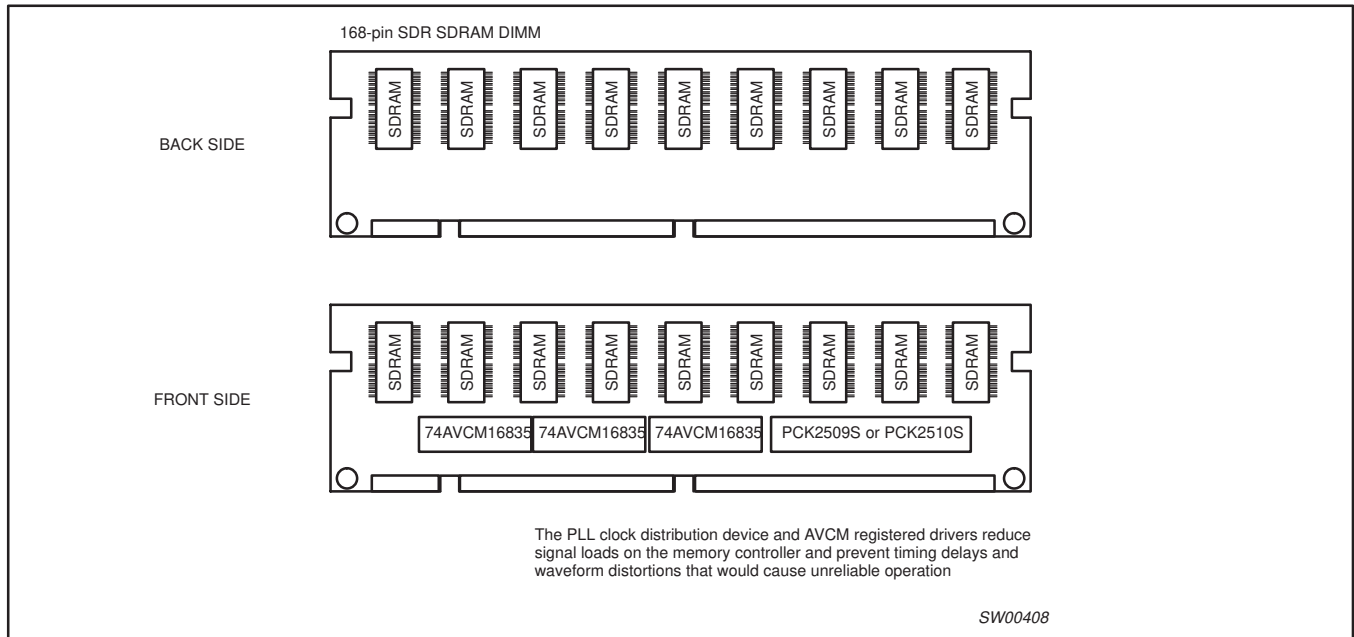 168-pin SDR SDRAM DIMM
SDRAM SDRAM SDRAM SDRAM SDRAM SDRAM SDRAM SDRAM SDRAM
BACK SIDE
SDRAM SDRAM SDRAM SDRAM SDRAM SDRAM SDRAM SDRAM SDRAM
FRONT SIDE
74AVCM16835 74AVCM16835 74AVCM16835 PCK2509S or PCK2510S
The PLL clock distribution device and AVCM registered drivers reduce
signal loads on the memory controller and prevent timing delays and
waveform distortions that would cause unreliable operation
SW00408